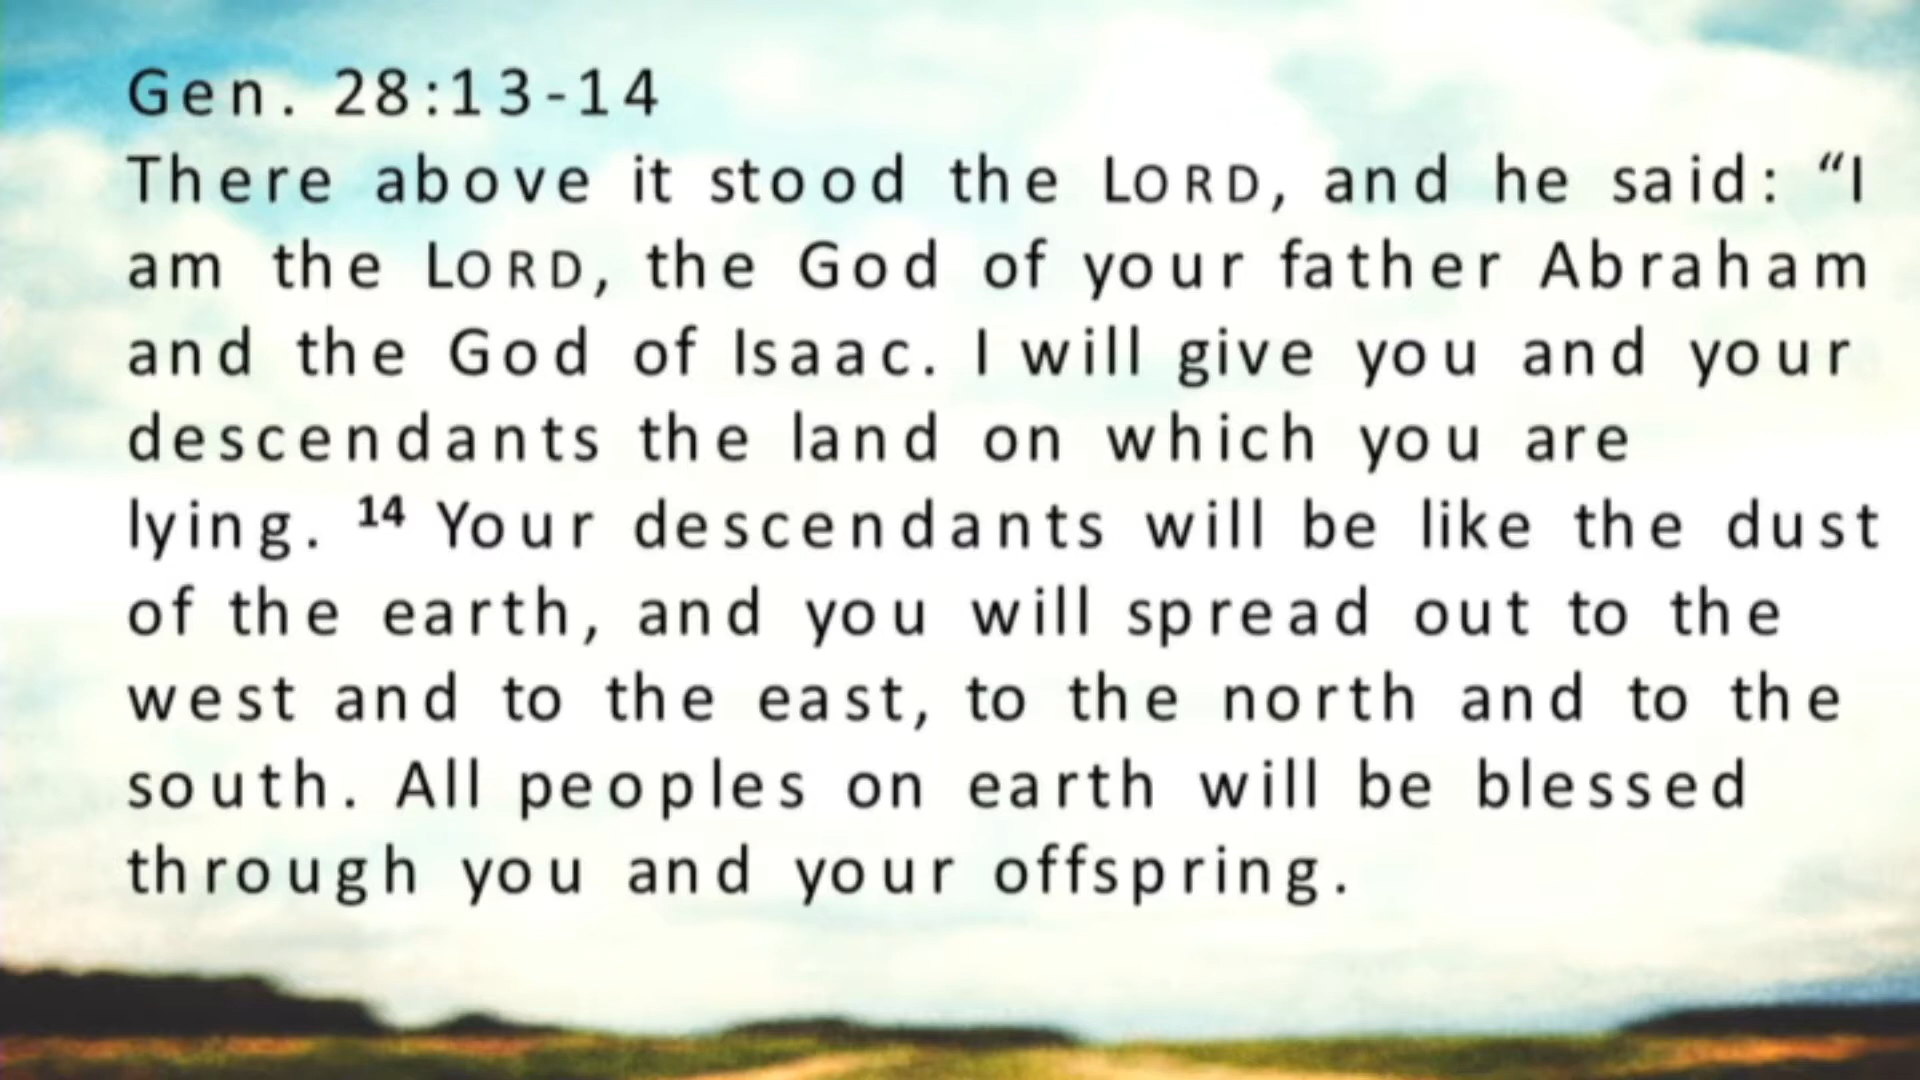 Gen. 28:13-14
There above it stood the LORD, and he said: “I
am the LORD, the God of your father Abraham
and the God of Isaac. I will give you and your
descendants the land on which you are
lying. 14 Your descendants will be like the dust
of the earth, and you will spread out to the
west and to the east, to the north and to the
south. All peoples on earth will be blessed
through you and your offspring.